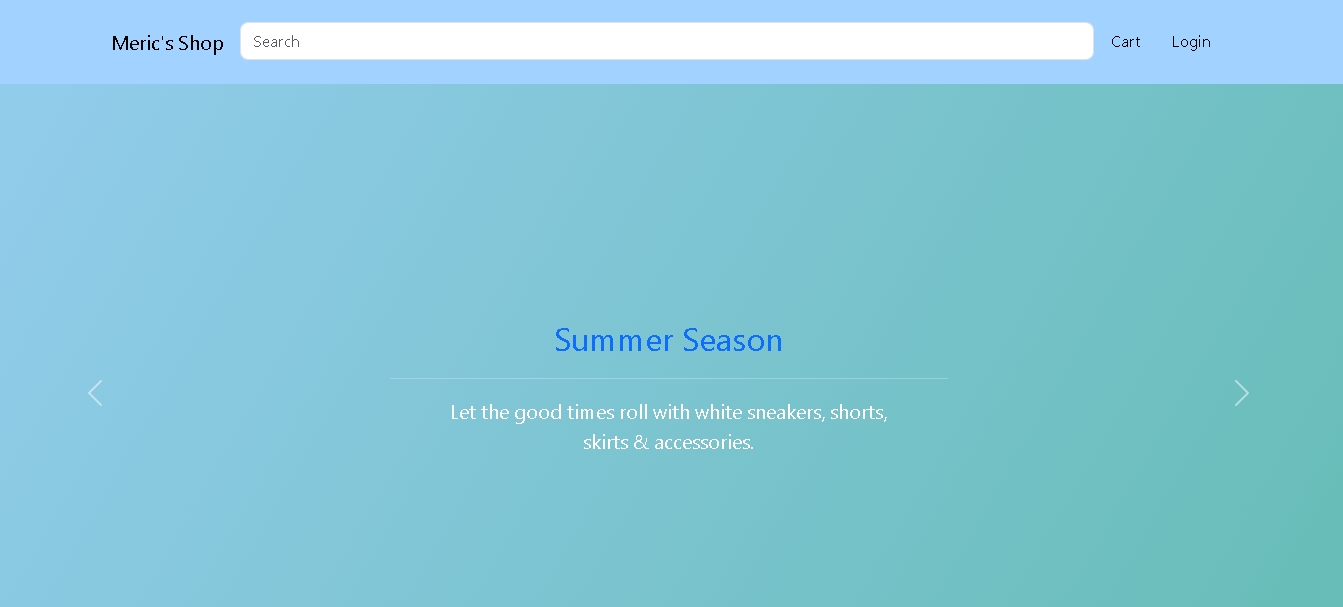 Meric's Shop
Search
Cart
Login
Summer Season
Let the good times roll with white sneakers, shorts,
skirts & accessories.